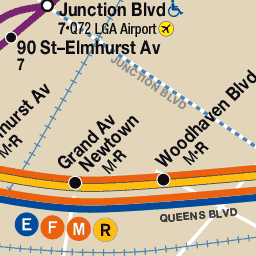 Junction Blvd
7•Q72 LGA Airport
90 St–Elmhurst Av
7
JUNCTION BLVD
hurst Av
M•R
Grand Av
Newtown
M•R
Woodhaven Blvd
M•R
QUEENS BLVD
E F M R